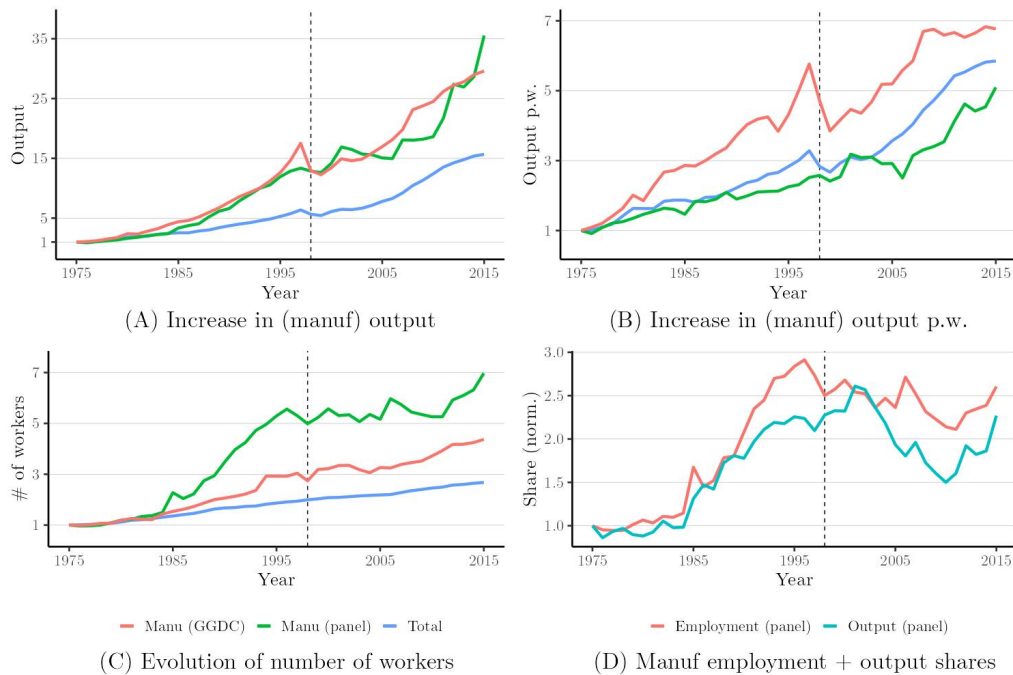 Output
35
25
15
5
1
1975
1985
1995
2005
2015
Year
(A) Increase in (manuf) output
Output p.w.
7
5
3
1
1975
1985
1995
2005
2015
Year
(B) Increase in (manuf) output p.w.
# of workers
7
5
3
1
1975
1985
1995
2005
2015
Year
Manu (GGDC) Manu (panel) Total
(C) Evolution of number of workers
Share (norm.)
3.0
2.5
2.0
1.5
1.0
1975
1985
1995
2005
2015
Year
Employment (panel) Output (panel)
(D) Manuf employment + output shares